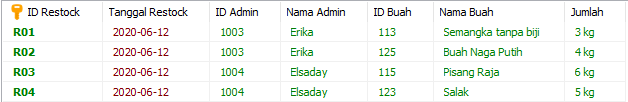 ID Restock Tanggal Restock ID Admin Nama Admin ID Buah Nama Buah Jumlah
R01 2020-06-12 1003 Erika 113 Semangka tanpa biji 3 kg
R02 2020-06-12 1003 Erika 125 Buah Naga Putih 4 kg
R03 2020-06-12 1004 Elsaday 115 Pisang Raja 6 kg
R04 2020-06-12 1004 Elsaday 123 Salak 5 kg